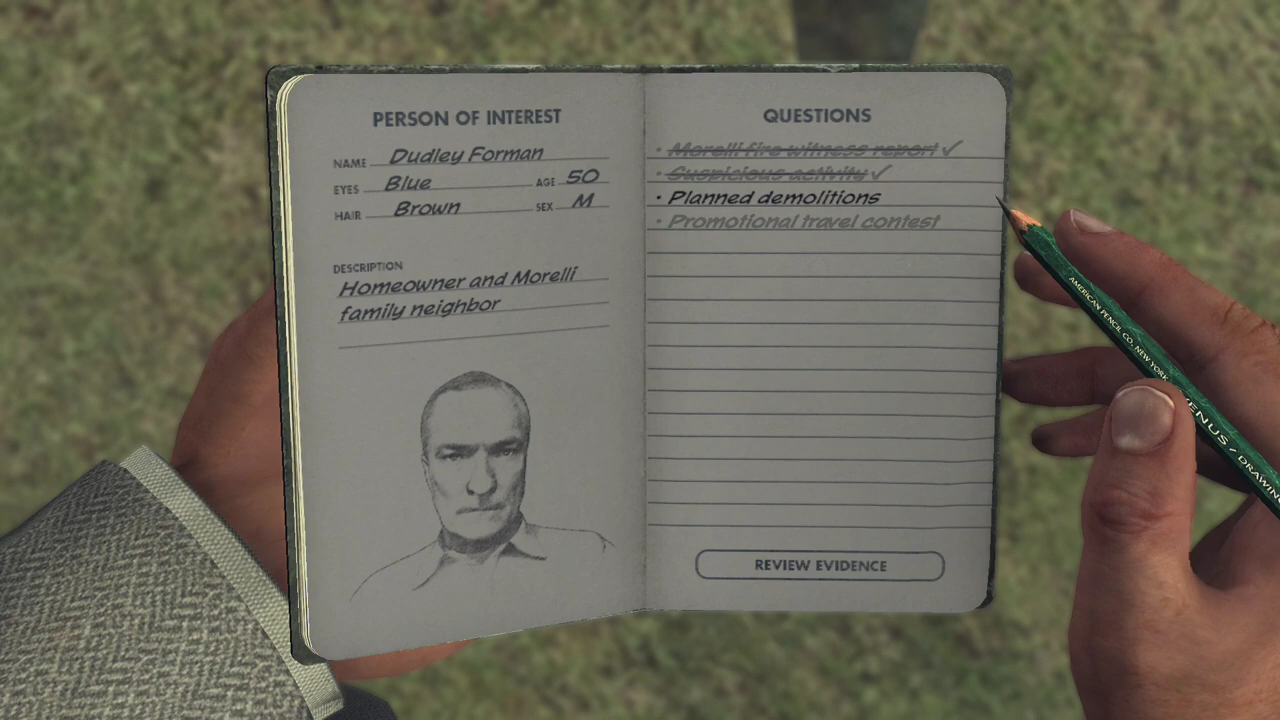 PERSON OF INTEREST
NAME Dudley Forman
EYES Blue AGE 50
HAIR Brown SEX M
DESCRIPTION
Homeowner and Morelli
family neighbor
QUESTIONS
• Morelli fire witness report ✓
• Suspicious activity ✓
• Planned demolitions
• Promotional travel contest
REVIEW EVIDENCE
AMERICAN PENCIL CO. NEW YORK
VENUS / DRAWING